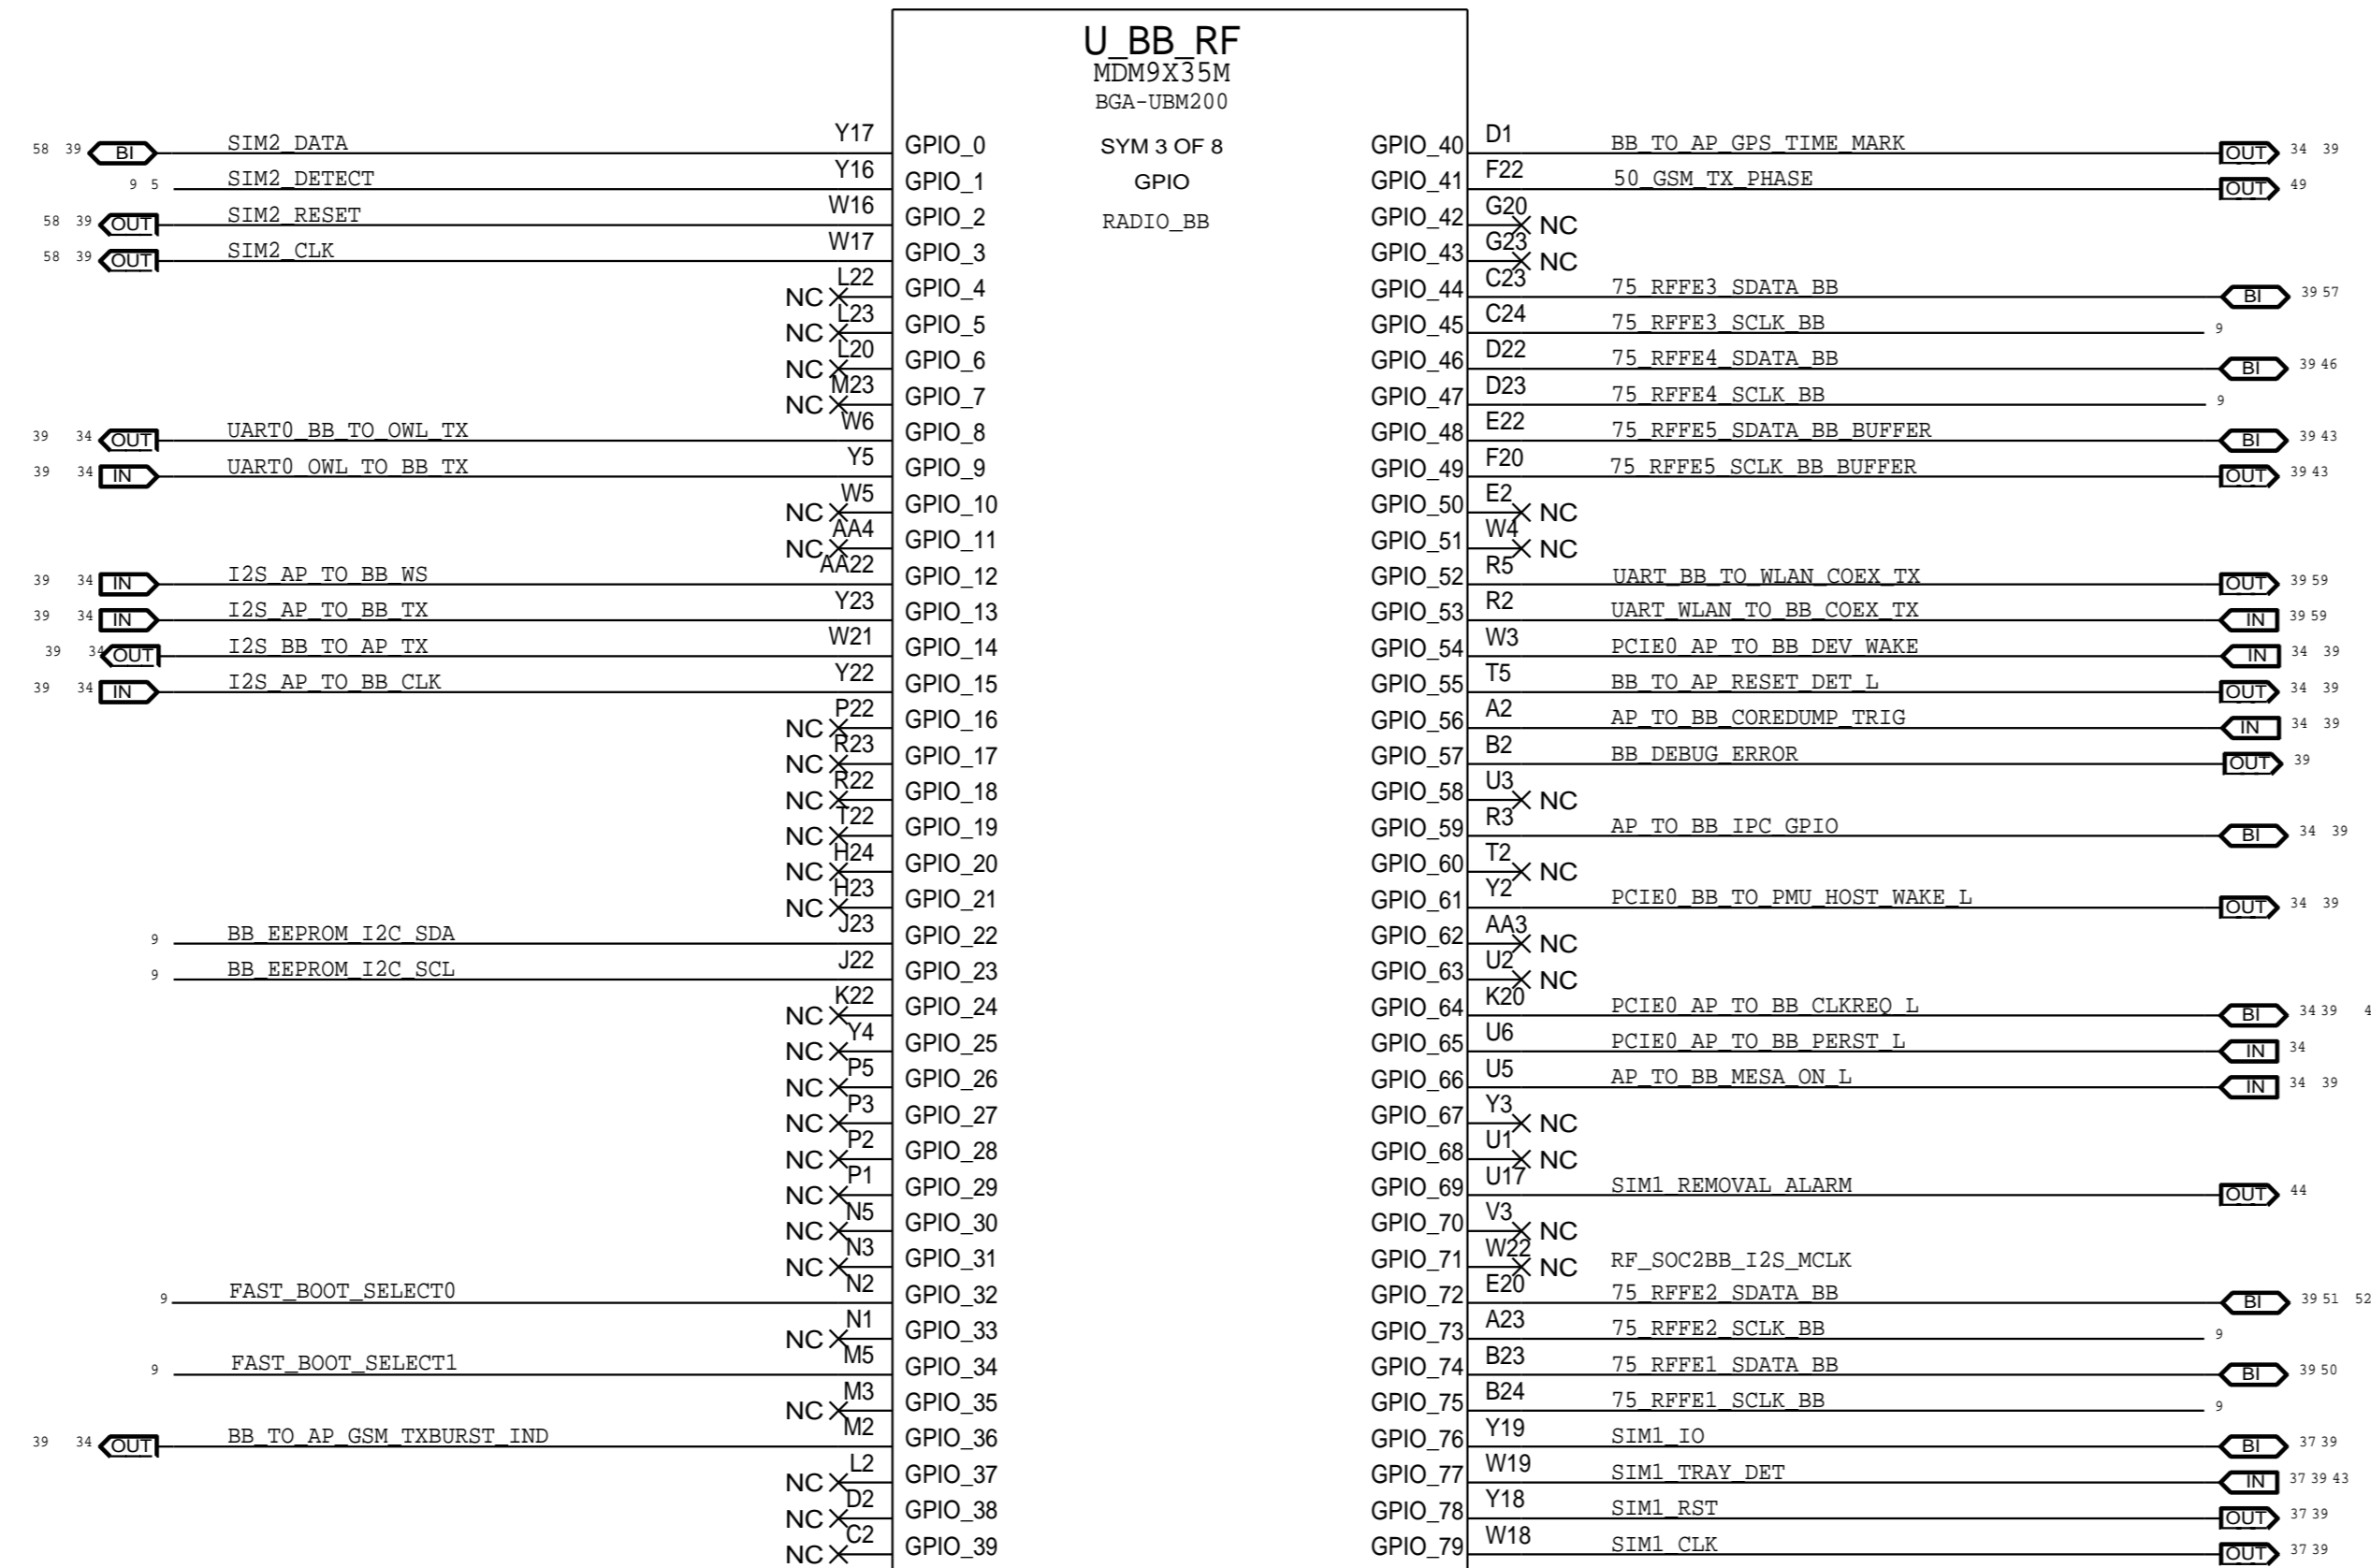 U_BB_RF
MDM9X35M
BGA-UBM200
SYM 3 OF 8
GPIO
RADIO_BB
58 39 BI SIM2_DATA Y17 GPIO_0
9 5 SIM2_DETECT Y16 GPIO_1
58 39 OUT SIM2_RESET W16 GPIO_2
58 39 OUT SIM2_CLK W17 GPIO_3
NC L22 GPIO_4
NC L23 GPIO_5
NC L20 GPIO_6
NC M23 GPIO_7
39 34 OUT UART0_BB_TO_OWL_TX W6 GPIO_8
39 34 IN UART0_OWL_TO_BB_TX Y5 GPIO_9
NC W5 GPIO_10
NC AA4 GPIO_11
39 34 IN I2S_AP_TO_BB_WS AA22 GPIO_12
39 34 IN I2S_AP_TO_BB_TX Y23 GPIO_13
39 34 OUT I2S_BB_TO_AP_TX W21 GPIO_14
39 34 IN I2S_AP_TO_BB_CLK Y22 GPIO_15
NC P22 GPIO_16
NC R23 GPIO_17
NC R22 GPIO_18
NC T22 GPIO_19
NC H24 GPIO_20
NC H23 GPIO_21
9 BB_EEPROM_I2C_SDA J23 GPIO_22
9 BB_EEPROM_I2C_SCL J22 GPIO_23
NC K22 GPIO_24
NC Y4 GPIO_25
NC P5 GPIO_26
NC P3 GPIO_27
NC P2 GPIO_28
NC P1 GPIO_29
NC N5 GPIO_30
NC N3 GPIO_31
9 FAST_BOOT_SELECT0 N2 GPIO_32
NC N1 GPIO_33
9 FAST_BOOT_SELECT1 M5 GPIO_34
NC M3 GPIO_35
39 34 OUT BB_TO_AP_GSM_TXBURST_IND M2 GPIO_36
NC L2 GPIO_37
NC D2 GPIO_38
NC C2 GPIO_39
GPIO_40 D1 BB_TO_AP_GPS_TIME_MARK OUT 34 39
GPIO_41 F22 50_GSM_TX_PHASE OUT 49
GPIO_42 G20 NC
GPIO_43 G23 NC
GPIO_44 C23 75_RFFE3_SDATA_BB BI 39 57
GPIO_45 C24 75_RFFE3_SCLK_BB 9
GPIO_46 D22 75_RFFE4_SDATA_BB BI 39 46
GPIO_47 D23 75_RFFE4_SCLK_BB 9
GPIO_48 E22 75_RFFE5_SDATA_BB_BUFFER BI 39 43
GPIO_49 F20 75_RFFE5_SCLK_BB_BUFFER OUT 39 43
GPIO_50 E2 NC
GPIO_51 W4 NC
GPIO_52 R5 UART_BB_TO_WLAN_COEX_TX OUT 39 59
GPIO_53 R2 UART_WLAN_TO_BB_COEX_TX IN 39 59
GPIO_54 W3 PCIE0_AP_TO_BB_DEV_WAKE IN 34 39
GPIO_55 T5 BB_TO_AP_RESET_DET_L OUT 34 39
GPIO_56 A2 AP_TO_BB_COREDUMP_TRIG IN 34 39
GPIO_57 B2 BB_DEBUG_ERROR OUT 39
GPIO_58 U3 NC
GPIO_59 R3 AP_TO_BB_IPC_GPIO BI 34 39
GPIO_60 T2 NC
GPIO_61 Y2 PCIE0_BB_TO_PMU_HOST_WAKE_L OUT 34 39
GPIO_62 AA3 NC
GPIO_63 U2 NC
GPIO_64 K20 PCIE0_AP_TO_BB_CLKREQ_L BI 34 39 4
GPIO_65 U6 PCIE0_AP_TO_BB_PERST_L IN 34
GPIO_66 U5 AP_TO_BB_MESA_ON_L IN 34 39
GPIO_67 Y3 NC
GPIO_68 U1 NC
GPIO_69 U17 SIM1_REMOVAL_ALARM OUT 44
GPIO_70 V3 NC
GPIO_71 W22 NC RF_SOC2BB_I2S_MCLK
GPIO_72 E20 75_RFFE2_SDATA_BB BI 39 51 52
GPIO_73 A23 75_RFFE2_SCLK_BB 9
GPIO_74 B23 75_RFFE1_SDATA_BB BI 39 50
GPIO_75 B24 75_RFFE1_SCLK_BB 9
GPIO_76 Y19 SIM1_IO BI 37 39
GPIO_77 W19 SIM1_TRAY_DET IN 37 39 43
GPIO_78 Y18 SIM1_RST OUT 37 39
GPIO_79 W18 SIM1_CLK OUT 37 39